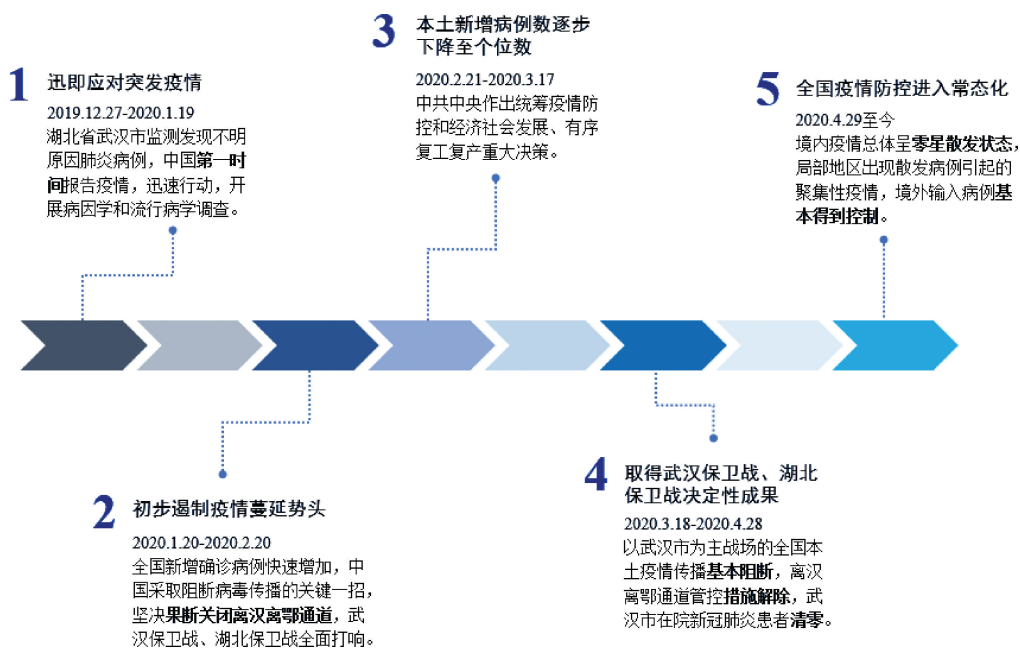 1
迅即应对突发疫情
2019.12.27-2020.1.19
湖北省武汉市监测发现不明
原因肺炎病例，中国第一时
间报告疫情，迅速行动，开
展病因学和流行病学调查。
2
初步遏制疫情蔓延势头
2020.1.20-2020.2.20
全国新增确诊病例快速增加，中
国采取阻断病毒传播的关键一招，
坚决果断关闭离汉离鄂通道，武
汉保卫战、湖北保卫战全面打响。
3
本土新增病例数逐步
下降至个位数
2020.2.21-2020.3.17
中共中央作出统筹疫情防
控和经济社会发展、有序
复工复产重大决策。
4
取得武汉保卫战、湖北
保卫战决定性成果
2020.3.18-2020.4.28
以武汉市为主战场的全国本
土疫情传播基本阻断，离汉
离鄂通道管控措施解除，武
汉市在院新冠肺炎患者清零。
5
全国疫情防控进入常态化
2020.4.29至今
境内疫情总体呈零星散发状态，
局部地区出现散发病例引起的
聚集性疫情，境外输入病例基
本得到控制。